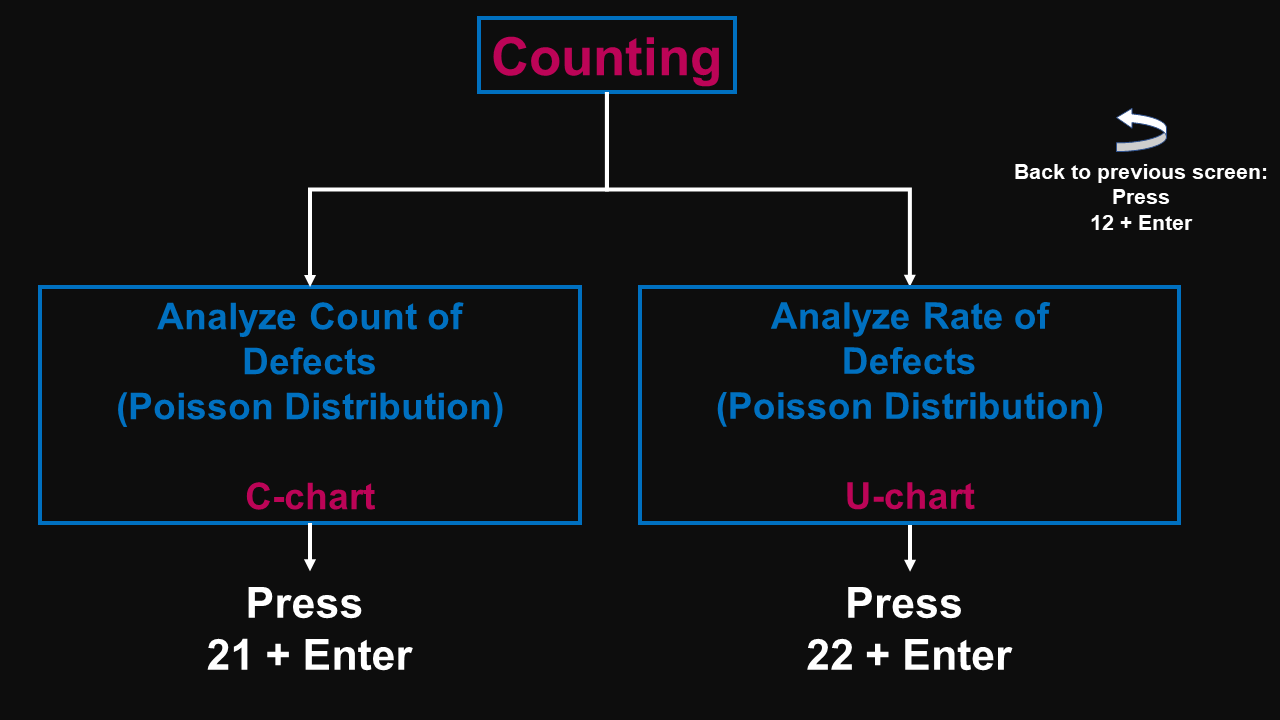 Counting
Back to previous screen:
Press
12 + Enter
Analyze Count of
Defects
(Poisson Distribution)
C-chart
Analyze Rate of
Defects
(Poisson Distribution)
U-chart
Press
21 + Enter
Press
22 + Enter